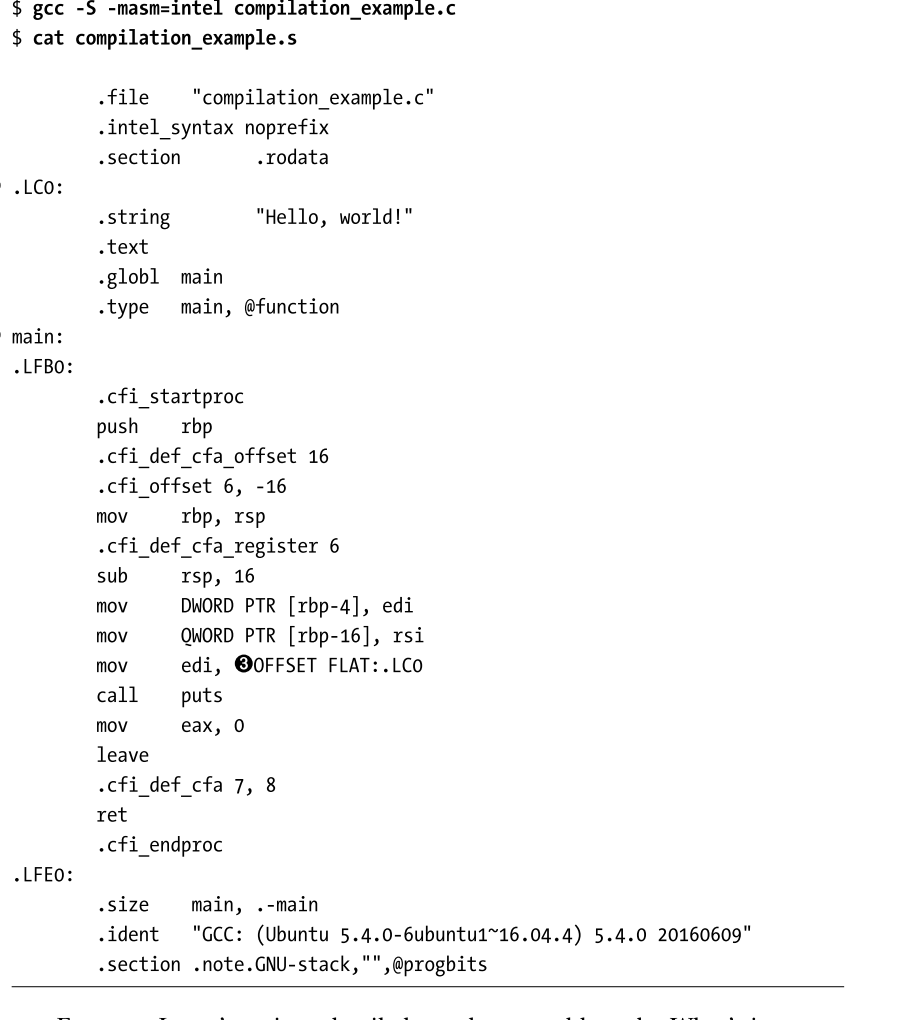 $ gcc -S -masm=intel compilation_example.c
$ cat compilation_example.s
.file "compilation_example.c"
.intel_syntax noprefix
.section .rodata
.LC0:
.string "Hello, world!"
.text
.globl main
.type main, @function
main:
.LFB0:
.cfi_startproc
push rbp
.cfi_def_cfa_offset 16
.cfi_offset 6, -16
mov rbp, rsp
.cfi_def_cfa_register 6
sub rsp, 16
mov DWORD PTR [rbp-4], edi
mov QWORD PTR [rbp-16], rsi
mov edi, ❸OFFSET FLAT:.LC0
call puts
mov eax, 0
leave
.cfi_def_cfa 7, 8
ret
.cfi_endproc
.LFE0:
.size main, .-main
.ident "GCC: (Ubuntu 5.4.0-6ubuntu1~16.04.4) 5.4.0 20160609"
.section .note.GNU-stack,"",@progbits